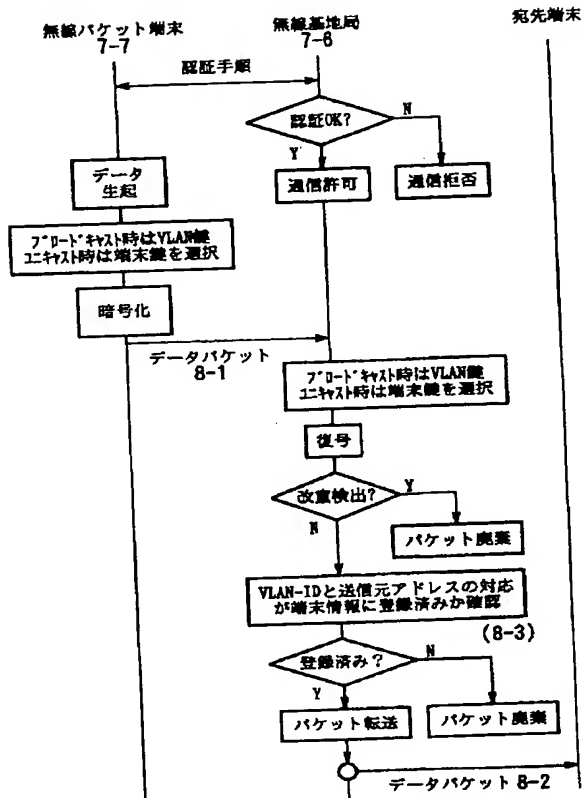 無線パケット端末
7-7
無線基地局
7-6
宛先端末
認証手順
認証OK?
N
Y
データ
生起
通信許可
通信拒否
ブロードキャスト時はVLAN鍵
ユニキャスト時は端末鍵を選択
暗号化
データパケット
8-1
ブロードキャスト時はVLAN鍵
ユニキャスト時は端末鍵を選択
復号
改竄検出?
Y
N
パケット廃棄
VLAN-IDと送信元アドレスの対応
が端末情報に登録済みか確認
(8-3)
登録済み?
N
Y
パケット転送
パケット廃棄
データパケット 8-2